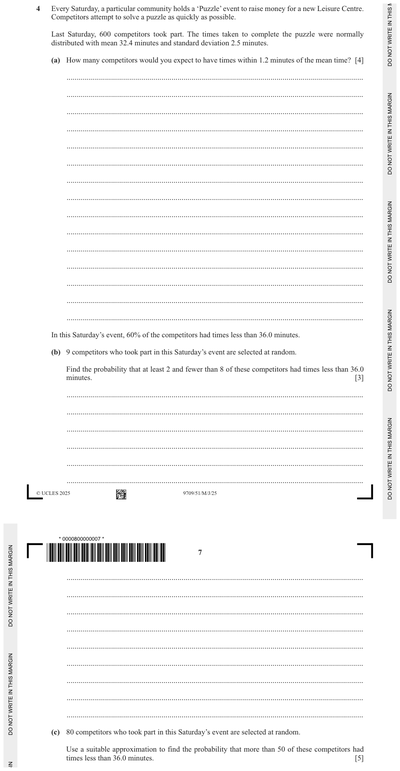 4 Every Saturday, a particular community holds a ‘Puzzle’ event to raise money for a new Leisure Centre.
Competitors attempt to solve a puzzle as quickly as possible.
Last Saturday, 600 competitors took part. The times taken to complete the puzzle were normally
distributed with mean 32.4 minutes and standard deviation 2.5 minutes.
(a) How many competitors would you expect to have times within 1.2 minutes of the mean time? [4]
In this Saturday’s event, 60% of the competitors had times less than 36.0 minutes.
(b) 9 competitors who took part in this Saturday’s event are selected at random.
Find the probability that at least 2 and fewer than 8 of these competitors had times less than 36.0
minutes. [3]
© UCLES 2025 9709/51/M/J/25
DO NOT WRITE IN THIS MARGIN
DO NOT WRITE IN THIS MARGIN
DO NOT WRITE IN THIS MARGIN
DO NOT WRITE IN THIS MARGIN
DO NOT WRITE IN THIS MARGIN
* 0000800000007 *
7
(c) 80 competitors who took part in this Saturday’s event are selected at random.
Use a suitable approximation to find the probability that more than 50 of these competitors had
times less than 36.0 minutes. [5]
DO NOT WRITE IN THIS MARGIN
DO NOT WRITE IN THIS MARGIN